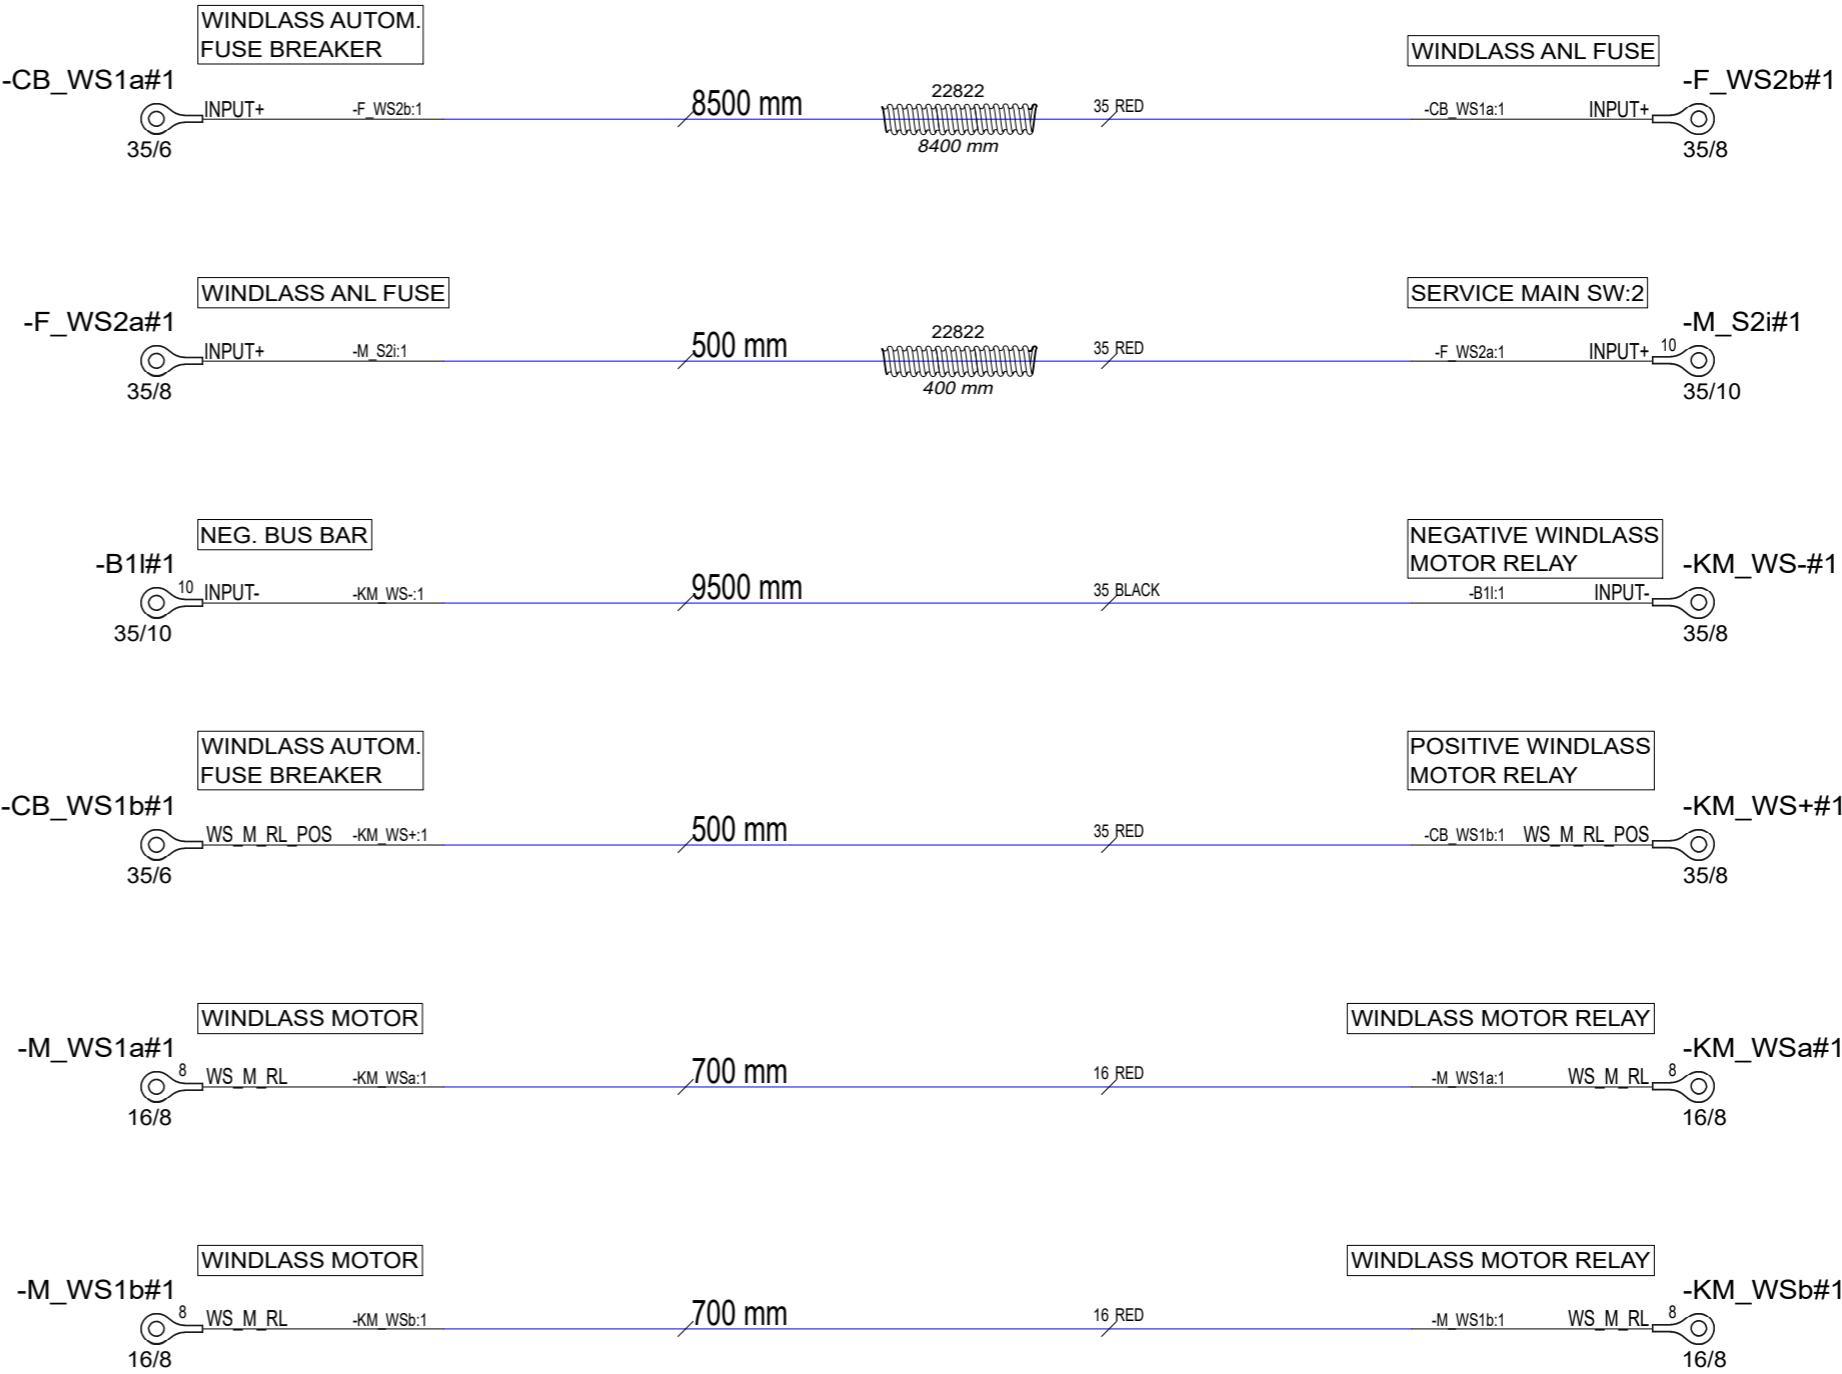 WINDLASS AUTOM.
FUSE BREAKER
WINDLASS ANL FUSE
-CB_WS1a#1
-F_WS2b#1
INPUT+ -F_WS2b:1 8500 mm 22822 35 RED -CB_WS1a:1 INPUT+
35/6 8400 mm 35/8
WINDLASS ANL FUSE
SERVICE MAIN SW:2
-F_WS2a#1
-M_S2i#1
INPUT+ -M_S2i:1 500 mm 22822 35 RED -F_WS2a:1 INPUT+ 10
35/8 400 mm 35/10
NEG. BUS BAR
NEGATIVE WINDLASS
MOTOR RELAY
-B1l#1
-KM_WS-#1
10 INPUT- -KM_WS-:1 9500 mm 35 BLACK -B1l:1 INPUT-
35/10 35/8
WINDLASS AUTOM.
FUSE BREAKER
POSITIVE WINDLASS
MOTOR RELAY
-CB_WS1b#1
-KM_WS+#1
WS_M_RL_POS -KM_WS+:1 500 mm 35 RED -CB_WS1b:1 WS_M_RL_POS
35/6 35/8
WINDLASS MOTOR
WINDLASS MOTOR RELAY
-M_WS1a#1
-KM_WSa#1
8 WS_M_RL -KM_WSa:1 700 mm 16 RED -M_WS1a:1 WS_M_RL 8
16/8 16/8
WINDLASS MOTOR
WINDLASS MOTOR RELAY
-M_WS1b#1
-KM_WSb#1
8 WS_M_RL -KM_WSb:1 700 mm 16 RED -M_WS1b:1 WS_M_RL 8
16/8 16/8